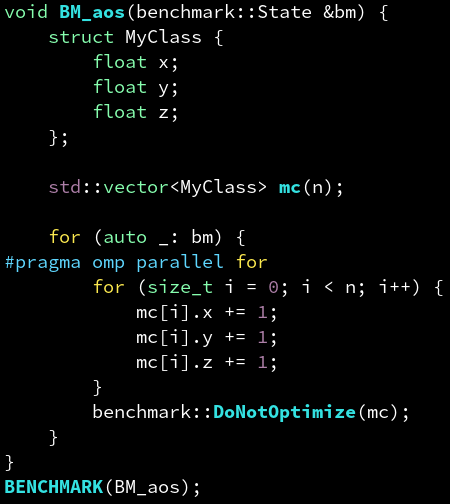 void BM_aos(benchmark::State &bm) {
    struct MyClass {
        float x;
        float y;
        float z;
    };

    std::vector<MyClass> mc(n);

    for (auto _: bm) {
#pragma omp parallel for
        for (size_t i = 0; i < n; i++) {
            mc[i].x += 1;
            mc[i].y += 1;
            mc[i].z += 1;
        }
        benchmark::DoNotOptimize(mc);
    }
}
BENCHMARK(BM_aos);